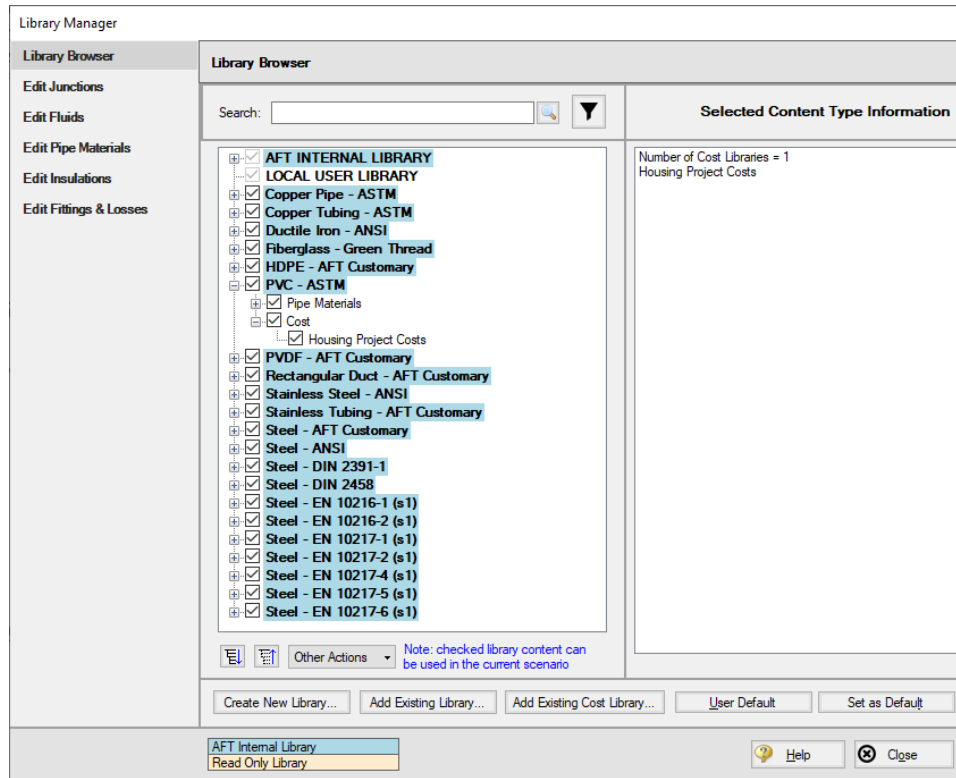 Library Manager
Library Browser
Edit Junctions
Edit Fluids
Edit Pipe Materials
Edit Insulations
Edit Fittings & Losses
Library Browser
Search:
AFT INTERNAL LIBRARY
LOCAL USER LIBRARY
Copper Pipe - ASTM
Copper Tubing - ASTM
Ductile Iron - ANSI
Fiberglass - Green Thread
HDPE - AFT Customary
PVC - ASTM
Pipe Materials
Cost
Housing Project Costs
PVDF - AFT Customary
Rectangular Duct - AFT Customary
Stainless Steel - ANSI
Stainless Tubing - AFT Customary
Steel - AFT Customary
Steel - ANSI
Steel - DIN 2391-1
Steel - DIN 2458
Steel - EN 10216-1 (s1)
Steel - EN 10216-2 (s1)
Steel - EN 10217-1 (s1)
Steel - EN 10217-2 (s1)
Steel - EN 10217-4 (s1)
Steel - EN 10217-5 (s1)
Steel - EN 10217-6 (s1)
Other Actions
Note: checked library content can
be used in the current scenario
Selected Content Type Information
Number of Cost Libraries = 1
Housing Project Costs
Create New Library... Add Existing Library... Add Existing Cost Library... User Default Set as Default
AFT Internal Library
Read Only Library
Help Close